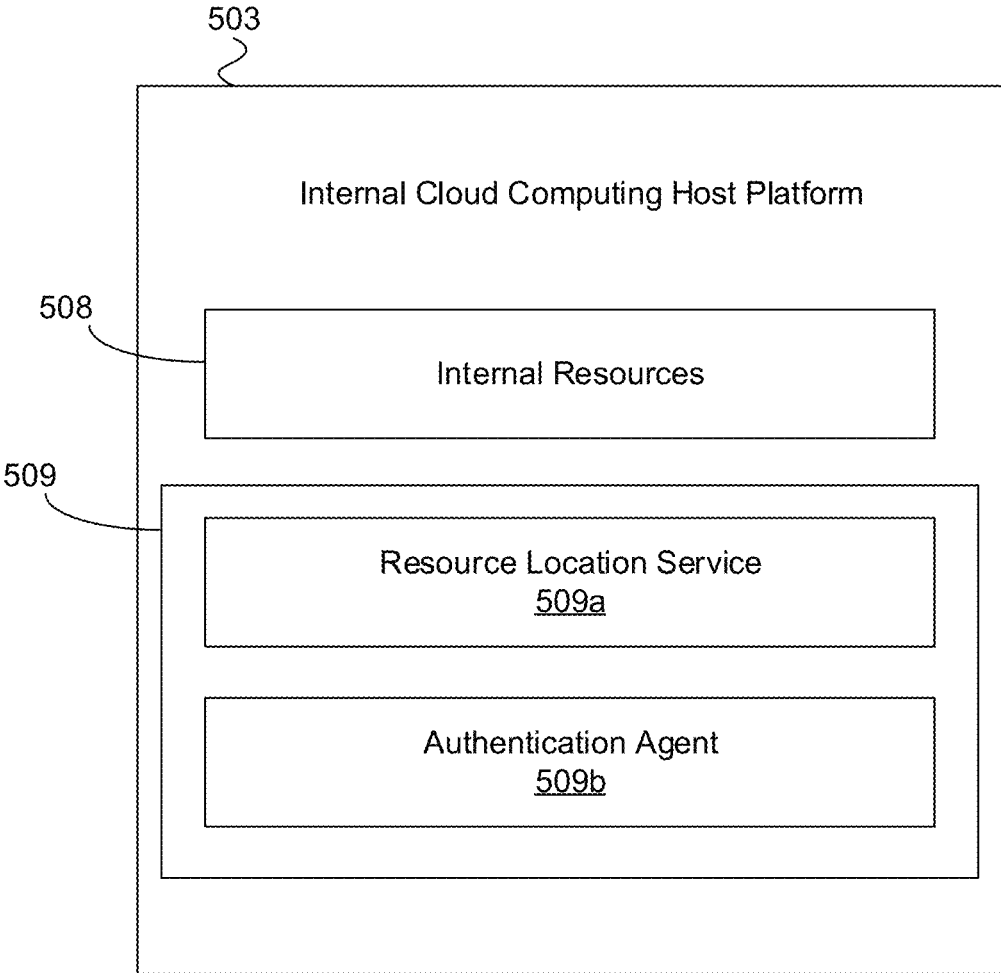 503
Internal Cloud Computing Host Platform
508
Internal Resources
509
Resource Location Service
509a
Authentication Agent
509b